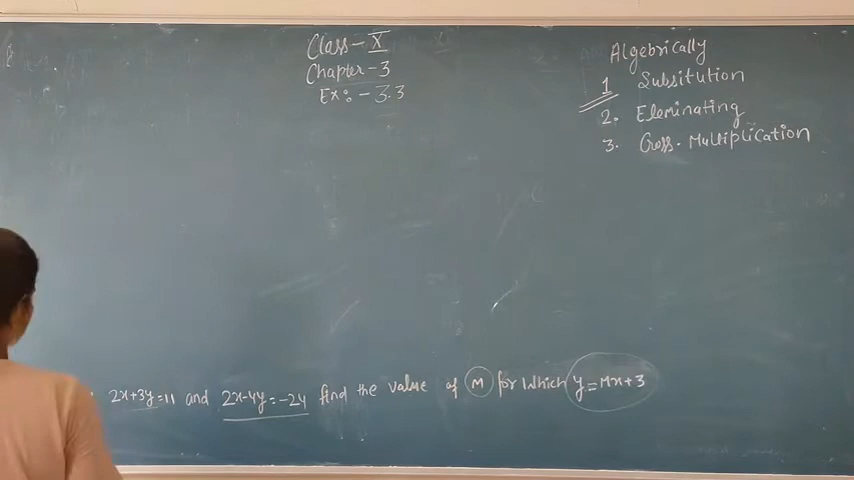 Class - X
Chapter - 3
Ex: - 3.3
Algebrically
1 Subsitution
2. Eleminating
3. Cross - Multiplication
2x+3y=11 and 2x-4y=-24 find the value of M for which y=Mx+3